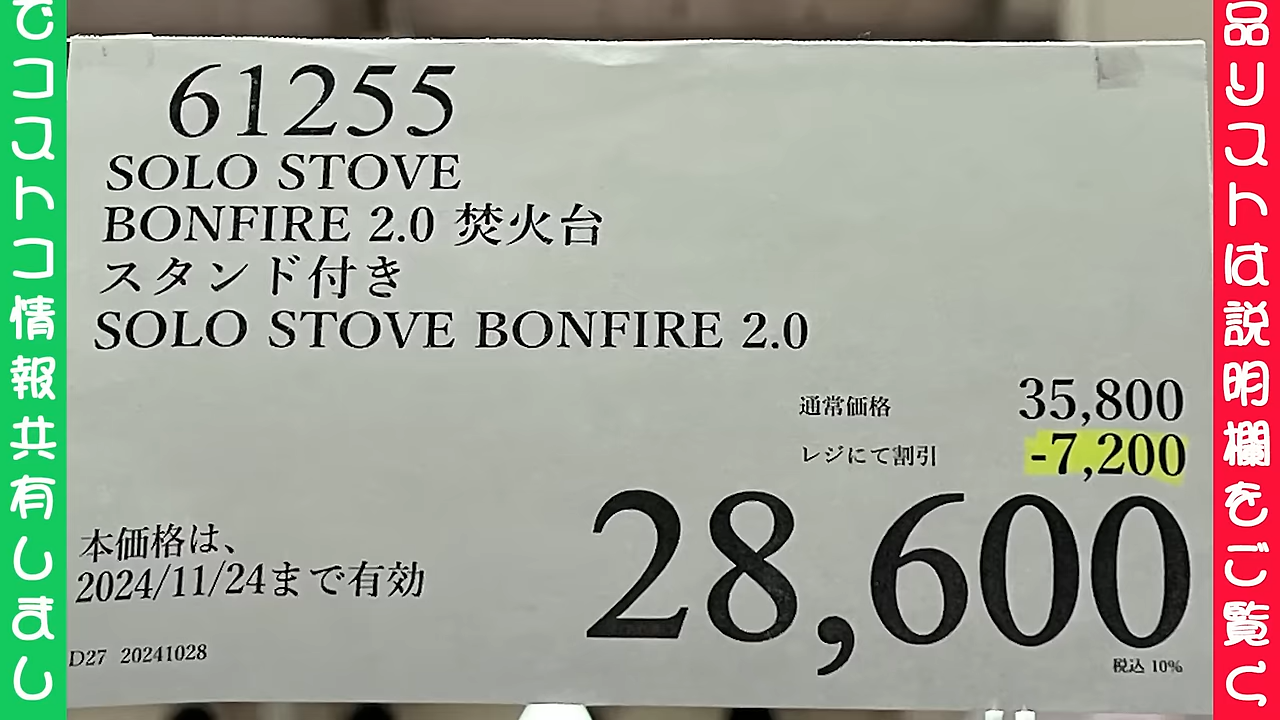 でコストコ情報共有しまし
61255
SOLO STOVE
BONFIRE 2.0 焚火台
スタンド付き
SOLO STOVE BONFIRE 2.0
通常価格 35,800
レジにて割引 -7,200
28,600
本価格は、
2024/11/24まで有効
D27 20241028
税込 10%
品リストは説明欄をご覧く